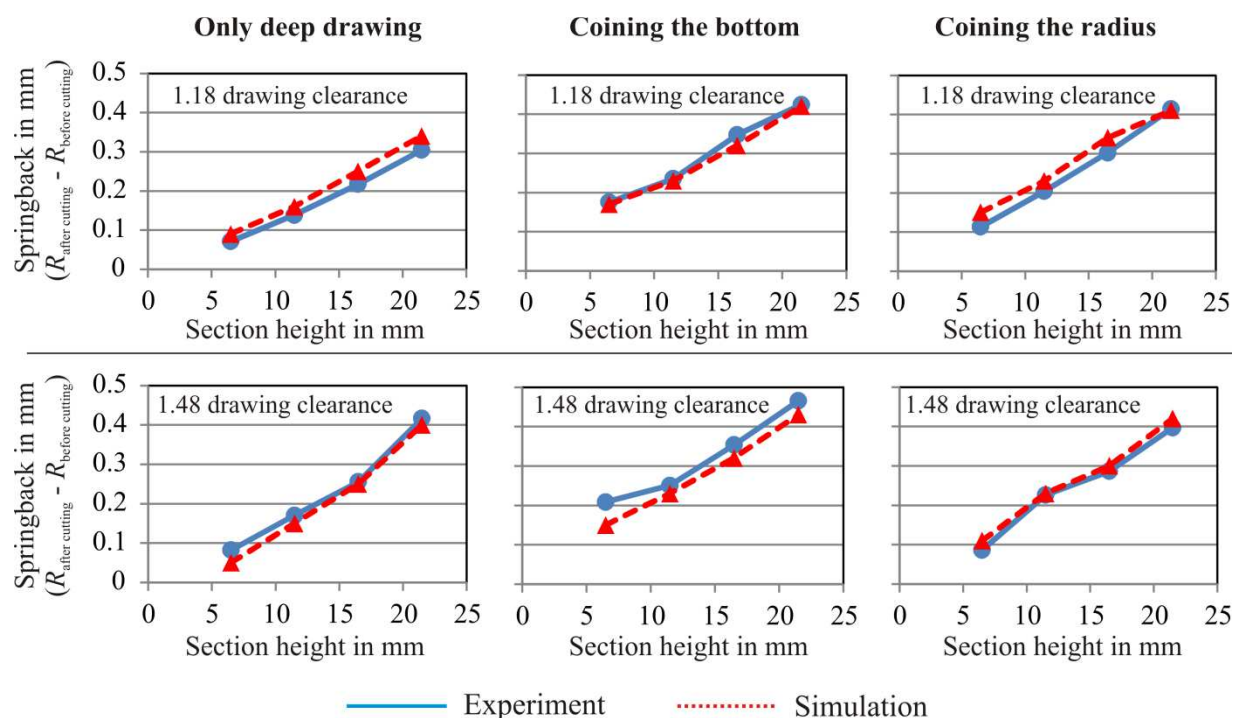 Only deep drawing
Coining the bottom
Coining the radius
Springback in mm
(R after cutting - R before cutting)
0.5
0.4
0.3
0.2
0.1
0
1.18 drawing clearance
1.18 drawing clearance
1.18 drawing clearance
0 5 10 15 20 25
0 5 10 15 20 25
0 5 10 15 20 25
Section height in mm
Section height in mm
Section height in mm
Springback in mm
(R after cutting - R before cutting)
0.5
0.4
0.3
0.2
0.1
0
1.48 drawing clearance
1.48 drawing clearance
1.48 drawing clearance
0 5 10 15 20 25
0 5 10 15 20 25
0 5 10 15 20 25
Section height in mm
Section height in mm
Section height in mm
Experiment
Simulation